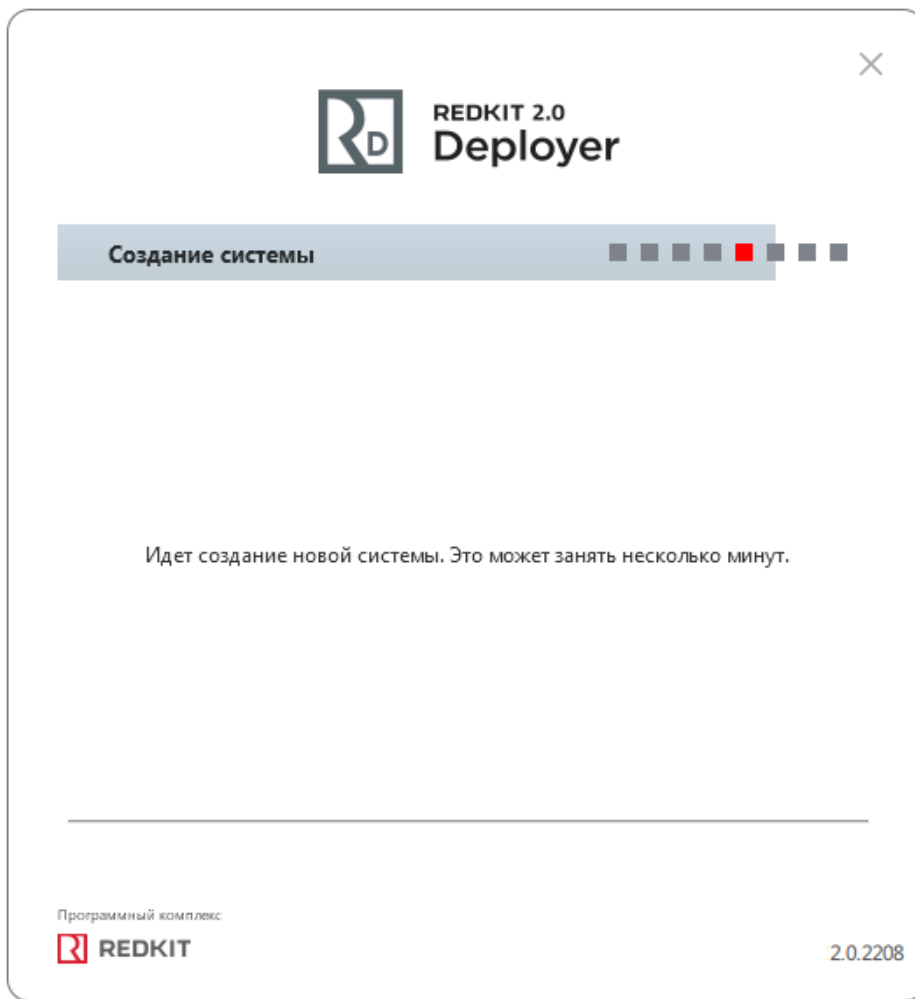 REDKIT 2.0
Deployer
Создание системы
Идет создание новой системы. Это может занять несколько минут.
Программный комплекс
REDKIT
2.0.2208